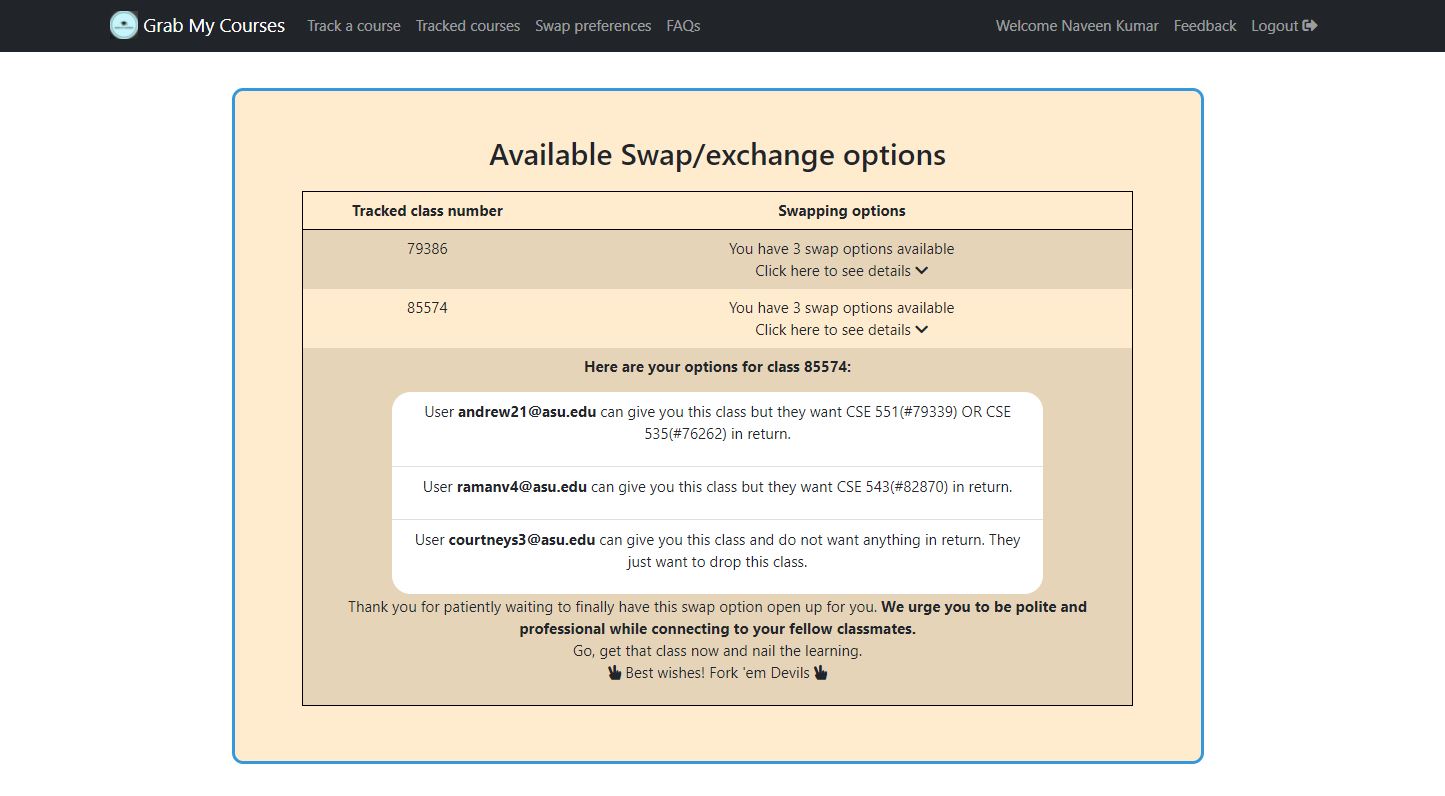 Grab My Courses Track a course Tracked courses Swap preferences FAQs Welcome Naveen Kumar Feedback Logout
Available Swap/exchange options
Tracked class number Swapping options
79386 You have 3 swap options available
Click here to see details
85574 You have 3 swap options available
Click here to see details
Here are your options for class 85574:
User andrew21@asu.edu can give you this class but they want CSE 551(#79339) OR CSE
535(#76262) in return.
User ramanv4@asu.edu can give you this class but they want CSE 543(#82870) in return.
User courtneys3@asu.edu can give you this class and do not want anything in return. They
just want to drop this class.
Thank you for patiently waiting to finally have this swap option open up for you. We urge you to be polite and
professional while connecting to your fellow classmates.
Go, get that class now and nail the learning.
Best wishes! Fork 'em Devils